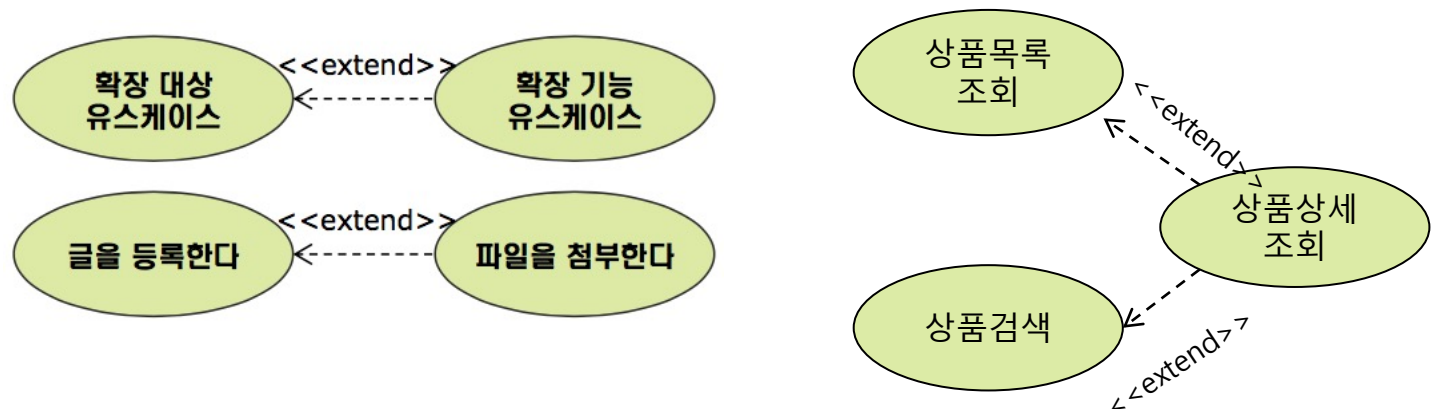 확장 대상
유스케이스
<<extend>>
확장 기능
유스케이스
글을 등록한다
<<extend>>
파일을 첨부한다
상품목록
조회
<<extend>>
상품상세
조회
상품검색
<<extend>>